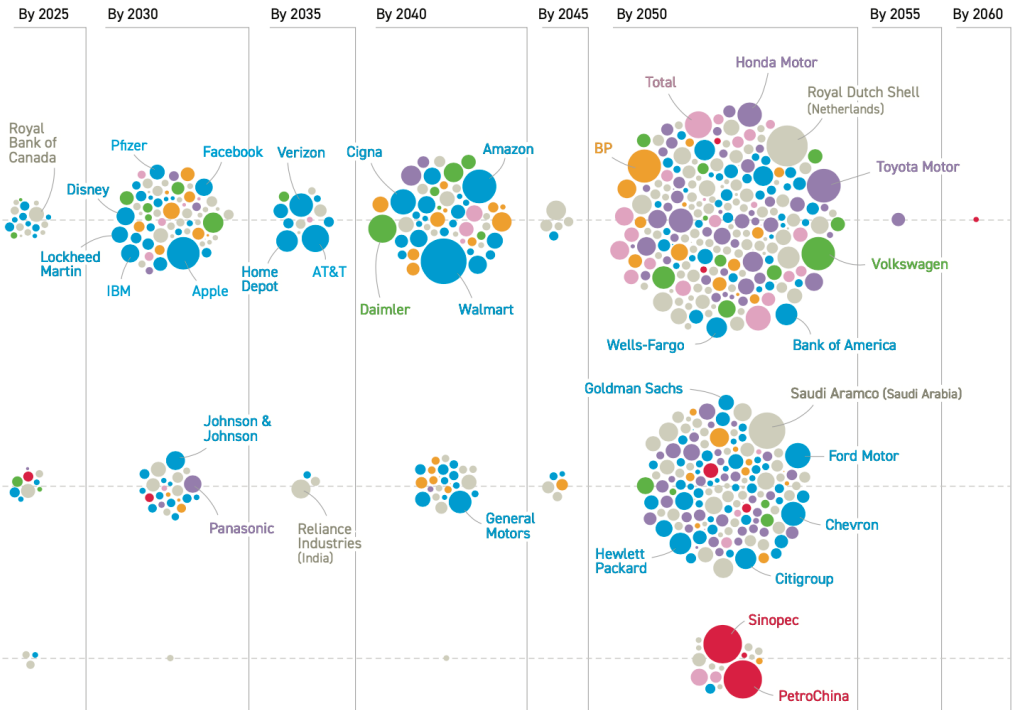 By 2025
By 2030
By 2035
By 2040
By 2045
By 2050
By 2055
By 2060
Honda Motor
Total
Royal Dutch Shell
(Netherlands)
Royal
Bank of
Canada
Pfizer
Facebook
Verizon
Cigna
Amazon
BP
Toyota Motor
Disney
Lockheed
Martin
IBM
Apple
Home
Depot
AT&T
Daimler
Walmart
Volkswagen
Wells-Fargo
Bank of America
Goldman Sachs
Saudi Aramco (Saudi Arabia)
Johnson &
Johnson
Ford Motor
Panasonic
Reliance
Industries
(India)
General
Motors
Chevron
Hewlett
Packard
Citigroup
Sinopec
PetroChina